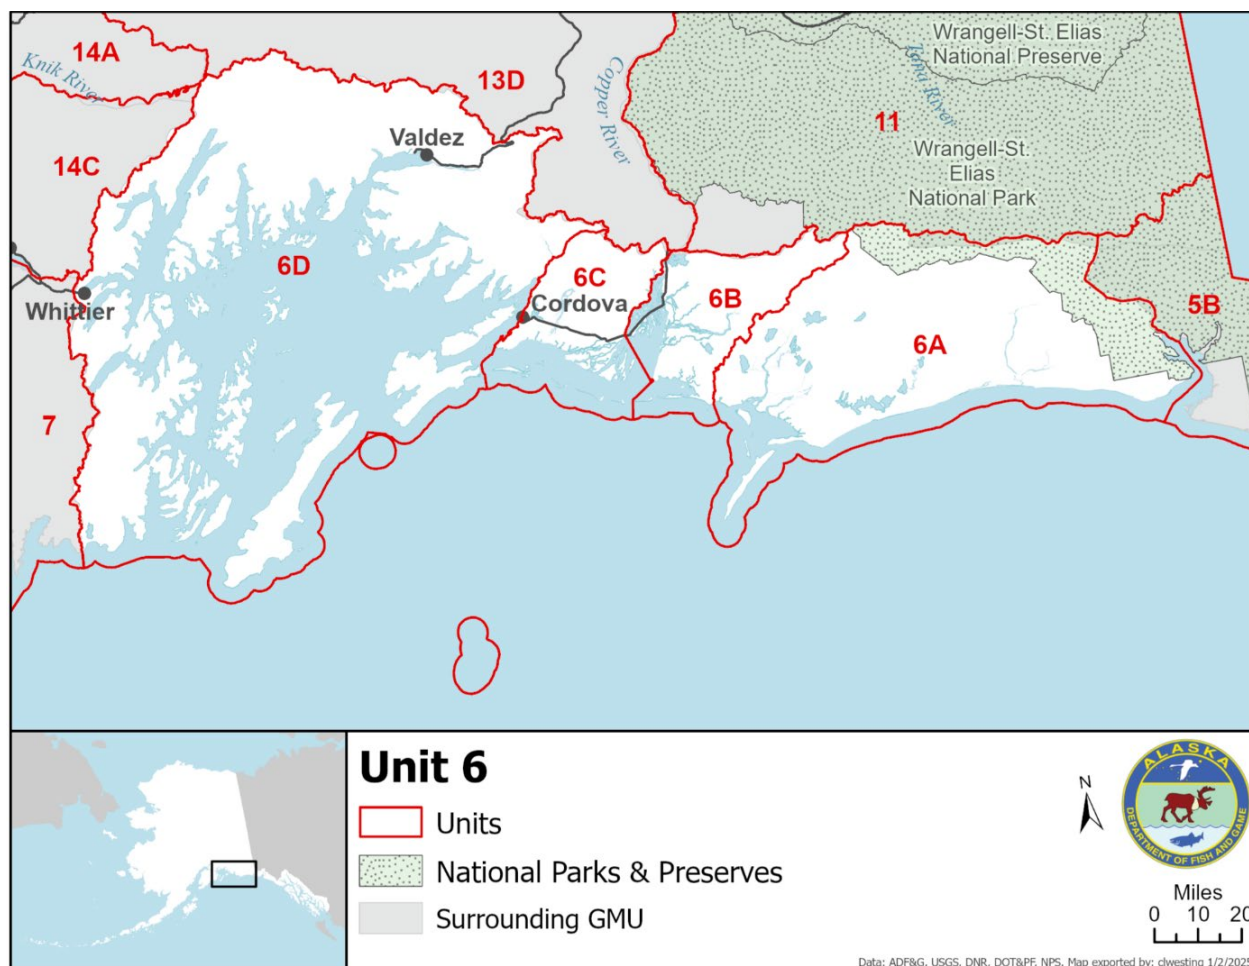 14A
Knik River
13D
Copper River
Wrangell-St. Elias
National Preserve
11
Wrangell-St.
Elias
National Park
14C
Valdez
6D
6C
Cordova
6B
6A
5B
Whittier
7
Unit 6
Units
National Parks & Preserves
Surrounding GMU
N
ALASKA
DEPARTMENT OF FISH AND GAME
Miles
0 10 20
Data: ADF&G, USGS, DNR, DOT&PF, NPS. Map exported by: clwesting 1/2/2025